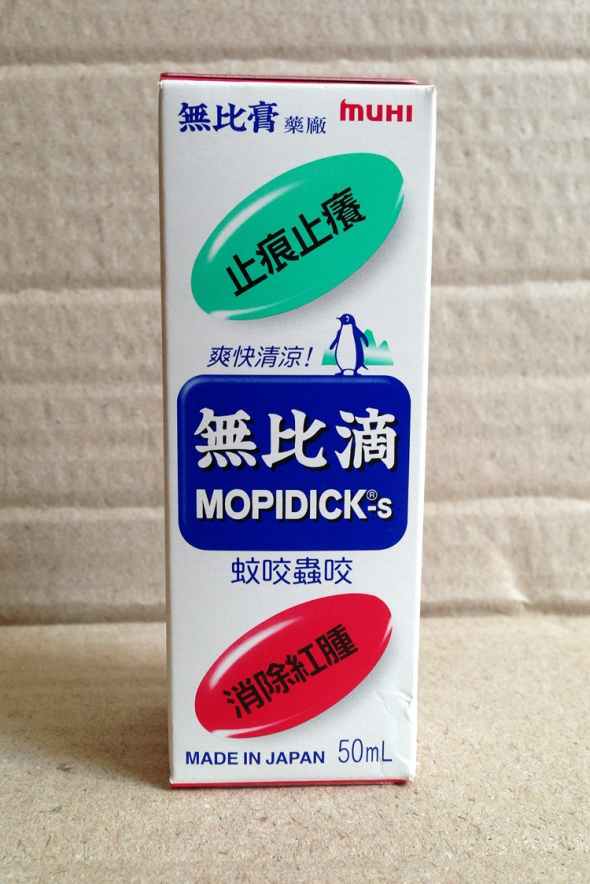 無比膏 藥廠 MUHI
止痕止癢
爽快清涼!
無比滴
MOPIDICK®-s
蚊咬蟲咬
消除紅腫
MADE IN JAPAN 50mL